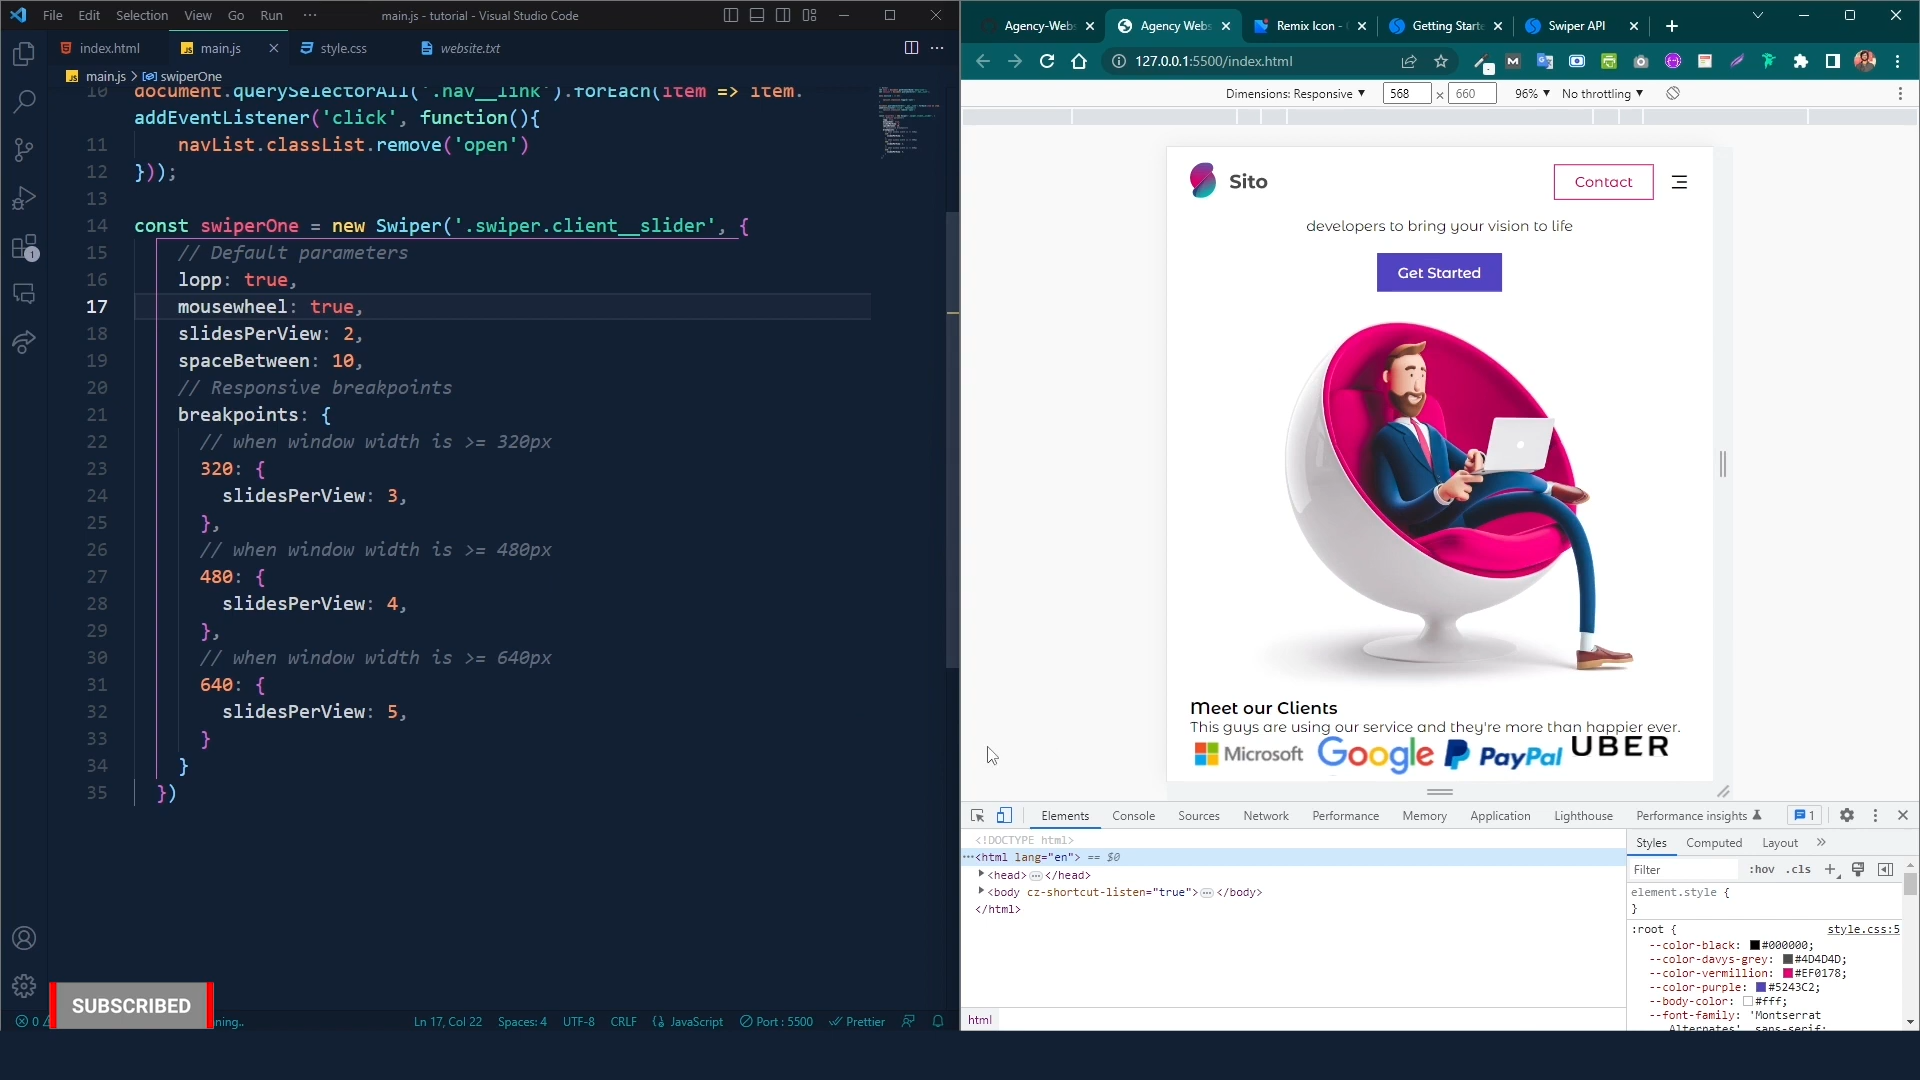 File Edit Selection View Go Run ··· main.js - tutorial - Visual Studio Code
index.html main.js style.css website.txt
main.js > swiperOne
10 document.querySelectorAll('.nav__link').forEach(item => item.
addEventListener('click', function(){
11 navList.classList.remove('open')
12 }));
13
14 const swiperOne = new Swiper('.swiper.client__slider', {
15 // Default parameters
16 lopp: true,
17 mousewheel: true,
18 slidesPerView: 2,
19 spaceBetween: 10,
20 // Responsive breakpoints
21 breakpoints: {
22 // when window width is >= 320px
23 320: {
24 slidesPerView: 3,
25 },
26 // when window width is >= 480px
27 480: {
28 slidesPerView: 4,
29 },
30 // when window width is >= 640px
31 640: {
32 slidesPerView: 5,
33 }
34 }
35 })
1
SUBSCRIBED
0 ning.. Ln 17, Col 22 Spaces: 4 UTF-8 CRLF JavaScript Port : 5500 Prettier
Agency-Webs Agency Webs Remix Icon - Getting Starte Swiper API
127.0.0.1:5500/index.html
Dimensions: Responsive 568 × 660 96% No throttling
Sito Contact
developers to bring your vision to life
Get Started
Meet our Clients
This guys are using our service and they're more than happier ever.
Microsoft Google PayPal UBER
Elements Console Sources Network Performance Memory Application Lighthouse Performance insights 1
<!DOCTYPE html>
<html lang="en"> == $0
<head>…</head>
<body cz-shortcut-listen="true">…</body>
</html>
html
Styles Computed Layout
Filter :hov .cls
element.style {
}
:root { style.css:5
--color-black: #000000;
--color-davys-grey: #4D4D4D;
--color-vermillion: #EF0178;
--color-purple: #5243C2;
--body-color: #fff;
--font-family: 'Montserrat
Alternates', sans-serif;